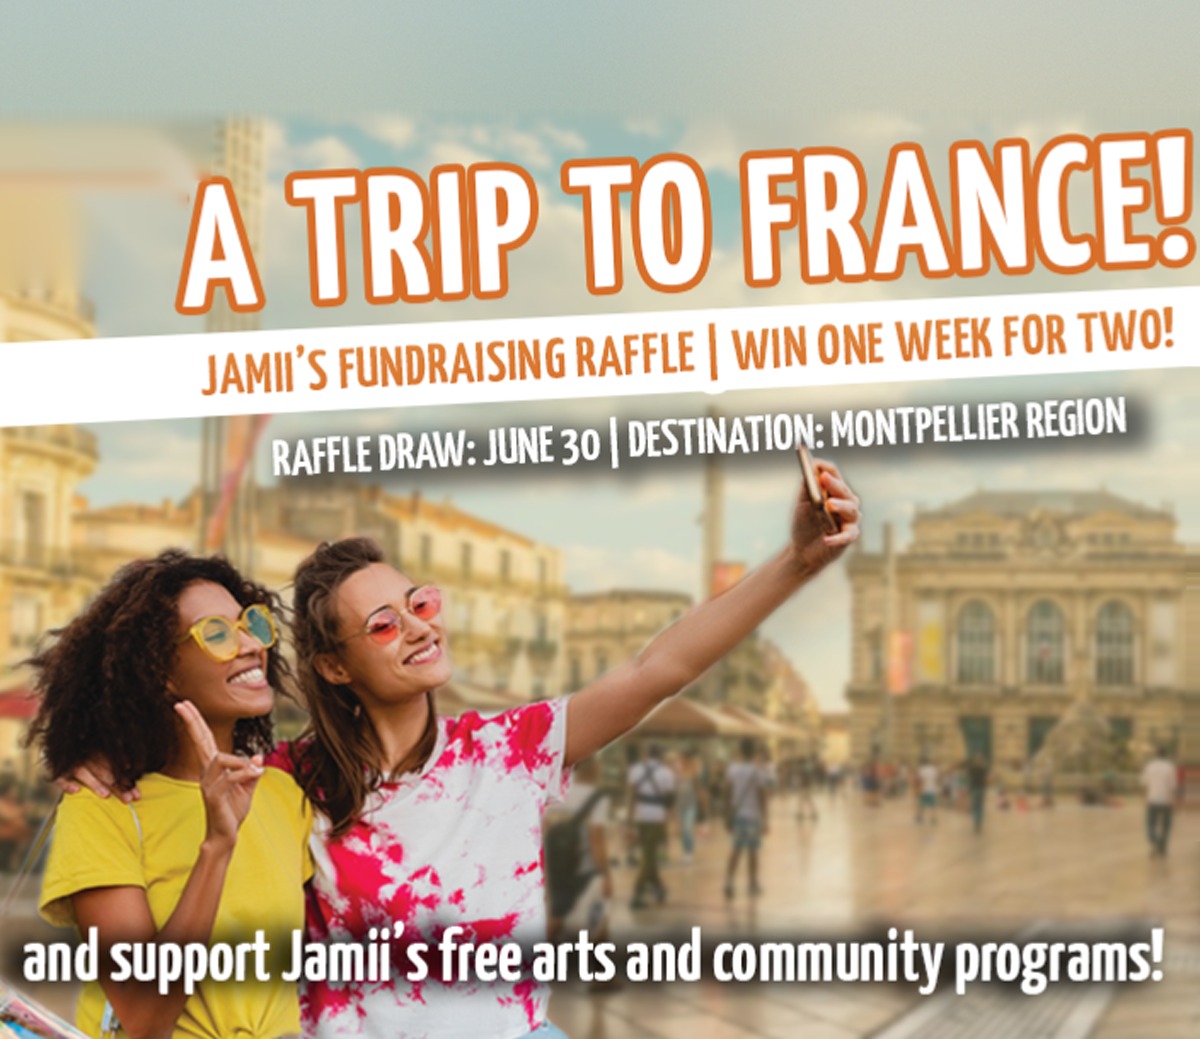 A TRIP TO FRANCE!
JAMII'S FUNDRAISING RAFFLE | WIN ONE WEEK FOR TWO!
RAFFLE DRAW: JUNE 30 | DESTINATION: MONTPELLIER REGION
and support Jamii's free arts and community programs!